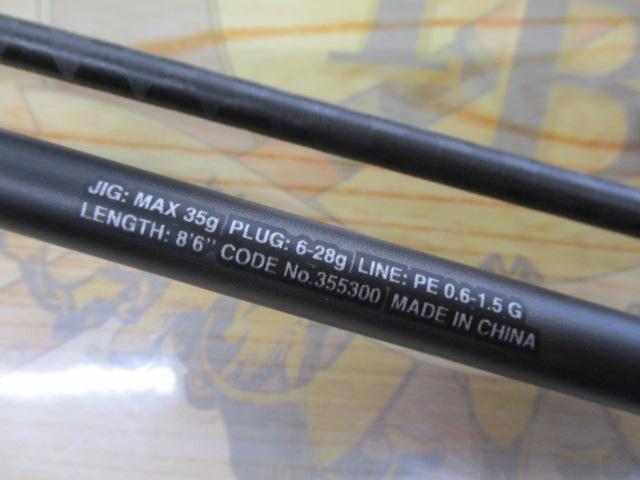 JIG: MAX 35g | PLUG: 6-28g | LINE: PE 0.6-1.5 G
LENGTH: 8'6" CODE No.355300 | MADE IN CHINA